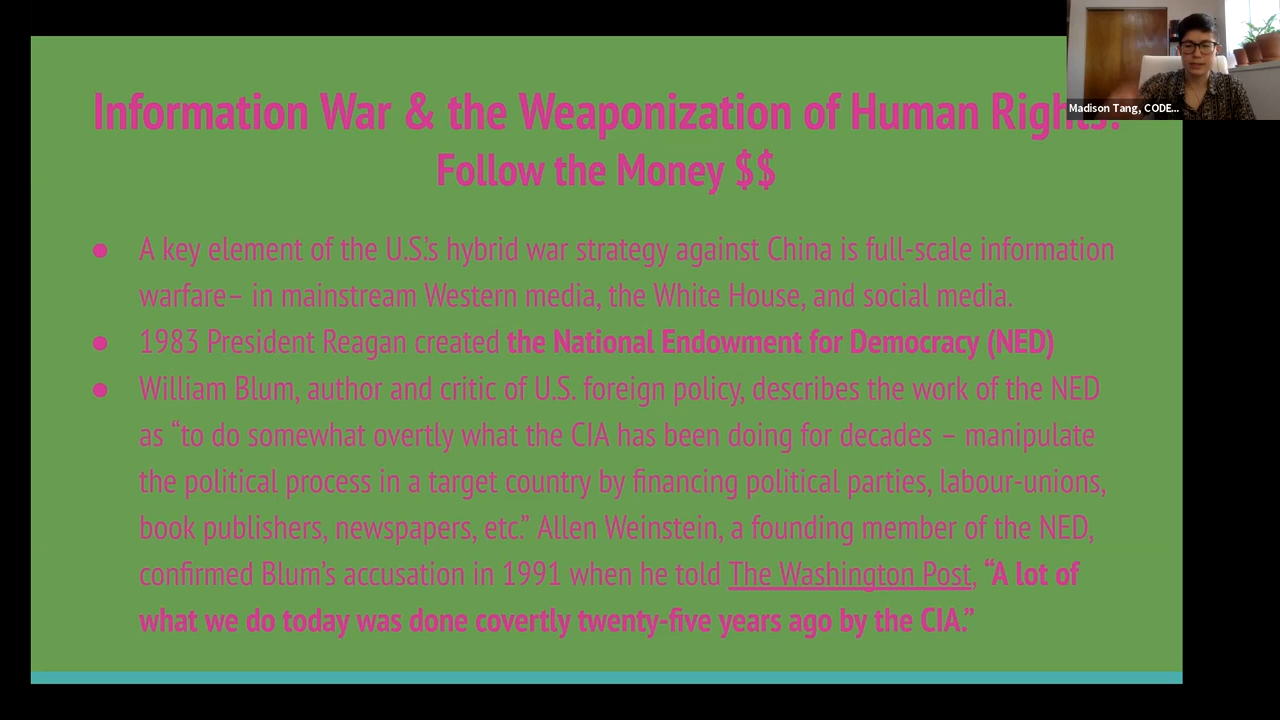 Information War & the Weaponization of Human Rights:
Follow the Money $$
Madison Tang, CODE...
● A key element of the U.S.'s hybrid war strategy against China is full-scale information
warfare– in mainstream Western media, the White House, and social media.
● 1983 President Reagan created the National Endowment for Democracy (NED)
● William Blum, author and critic of U.S. foreign policy, describes the work of the NED
as “to do somewhat overtly what the CIA has been doing for decades – manipulate
the political process in a target country by financing political parties, labour-unions,
book publishers, newspapers, etc.” Allen Weinstein, a founding member of the NED,
confirmed Blum’s accusation in 1991 when he told The Washington Post, “A lot of
what we do today was done covertly twenty-five years ago by the CIA.”